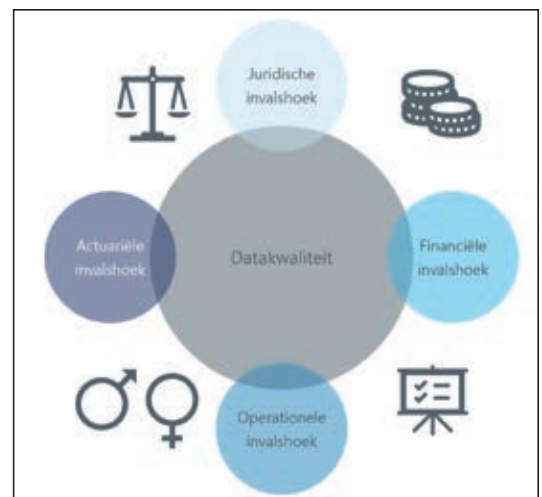 Juridische
invalshoek
Actuariële
invalshoek
Datakwaliteit
Financiële
invalshoek
Operationele
invalshoek